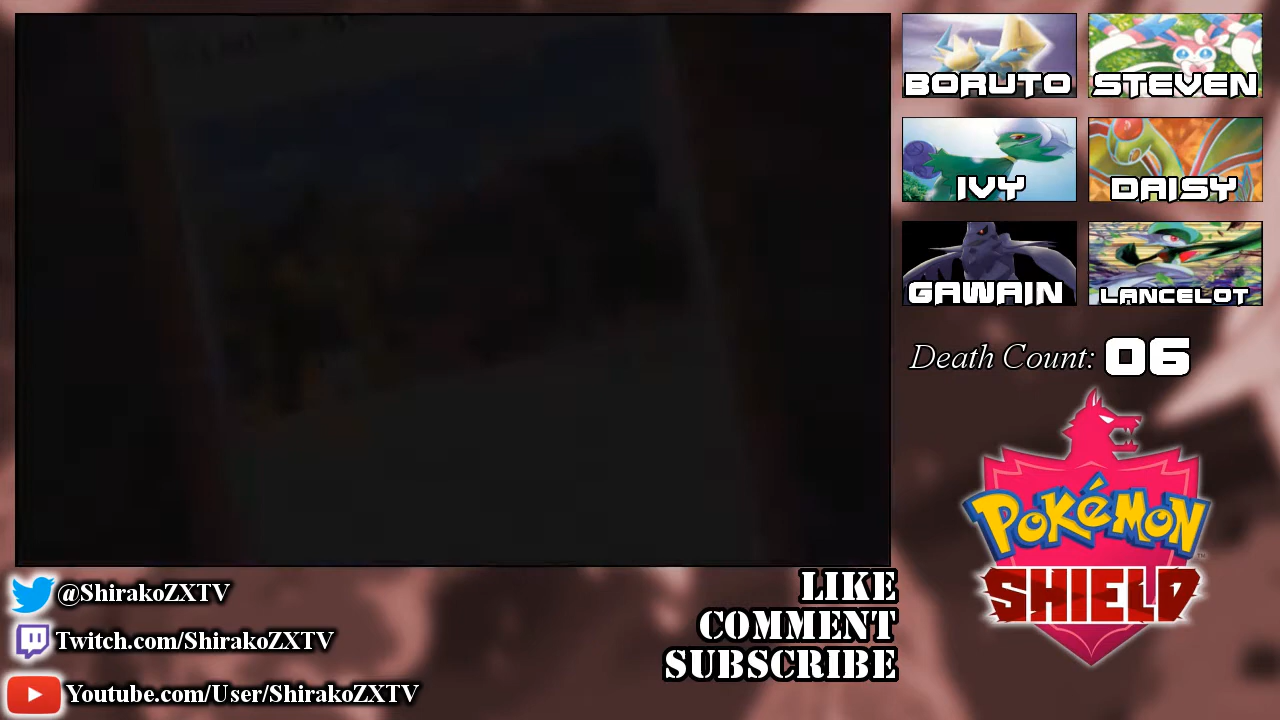 BORUTO
STEVEN
IVY
DAISY
GAWAIN
LANCELOT
Death Count: 06
POKéMON
SHIELD
@ShirakoZXTV
Twitch.com/ShirakoZXTV
Youtube.com/User/ShirakoZXTV
LIKE
COMMENT
SUBSCRIBE